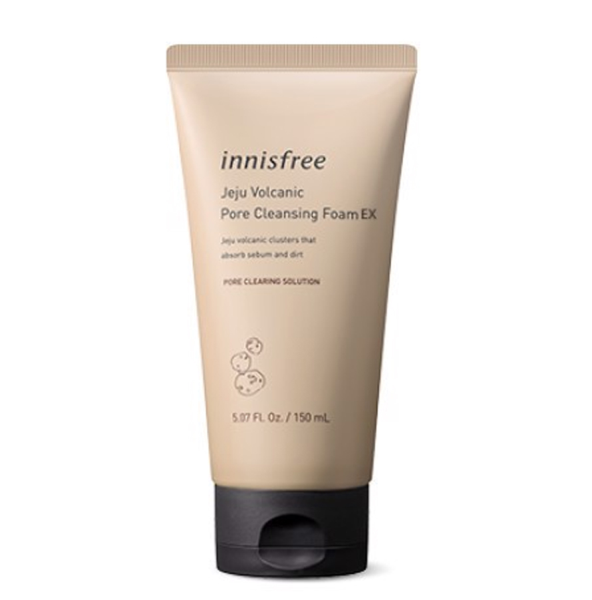 innisfree
Jeju Volcanic
Pore Cleansing Foam EX
Jeju volcanic clusters that
absorb sebum and dirt
PORE CLEARING SOLUTION
5.07 Fl. Oz. / 150 mL